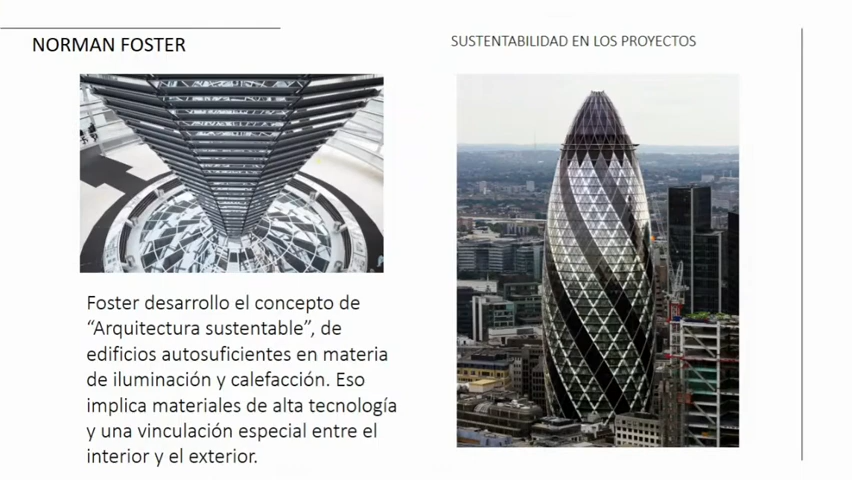 NORMAN FOSTER
SUSTENTABILIDAD EN LOS PROYECTOS
Foster desarrollo el concepto de
“Arquitectura sustentable”, de
edificios autosuficientes en materia
de iluminación y calefacción. Eso
implica materiales de alta tecnología
y una vinculación especial entre el
interior y el exterior.